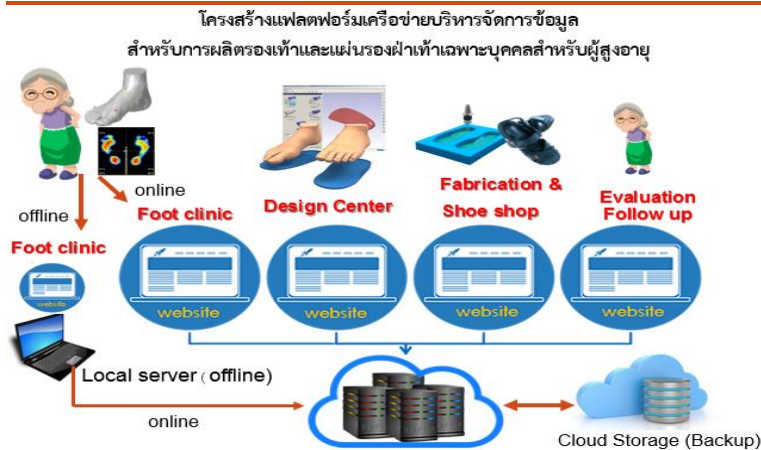 โครงสร้างแฟลตฟอร์มเครือข่ายบริหารจัดการข้อมูล
สำหรับการผลิตรองเท้าและแผ่นรองฝ่าเท้าเฉพาะบุคคลสำหรับผู้สูงอายุ
online
offline
Foot clinic
website
Foot clinic
website
Design Center
website
Fabrication &
Shoe shop
website
Evaluation
Follow up
website
Local server (offline)
online
Cloud Storage (Backup)